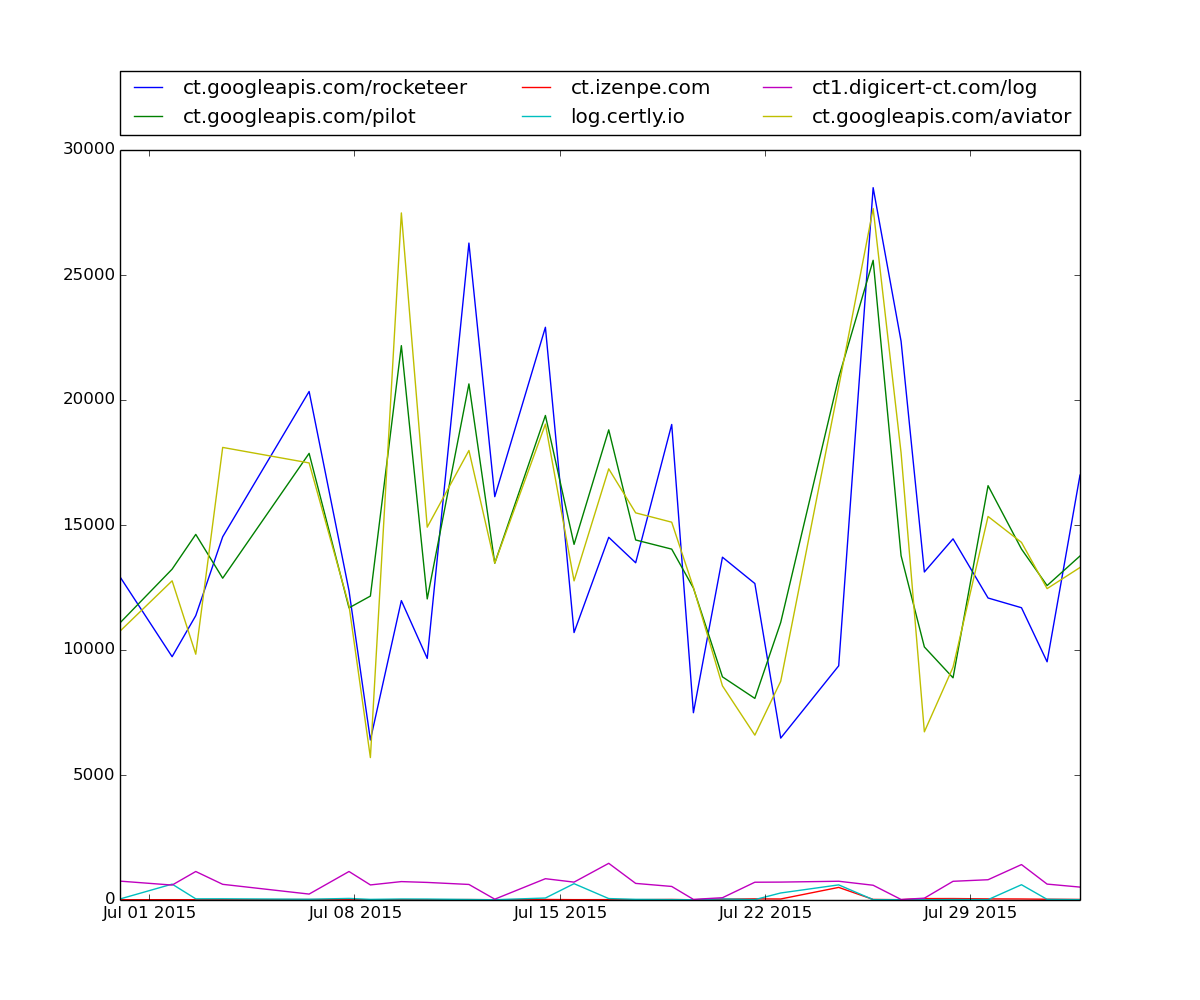 ct.googleapis.com/rocketeer ct.izenpe.com ct1.digicert-ct.com/log
ct.googleapis.com/pilot log.certly.io ct.googleapis.com/aviator
30000
25000
20000
15000
10000
5000
0
Jul 01 2015 Jul 08 2015 Jul 15 2015 Jul 22 2015 Jul 29 2015